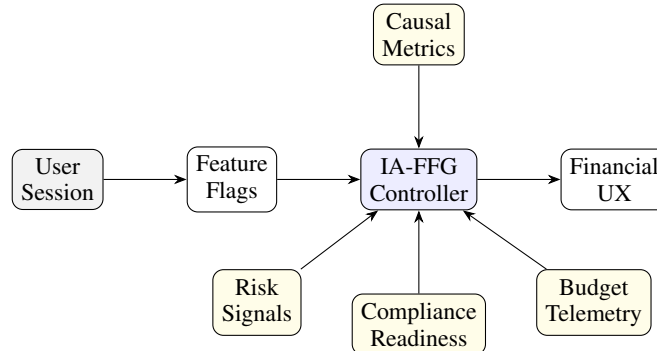 Causal
Metrics
User
Session
Feature
Flags
IA-FFG
Controller
Financial
UX
Risk
Signals
Compliance
Readiness
Budget
Telemetry